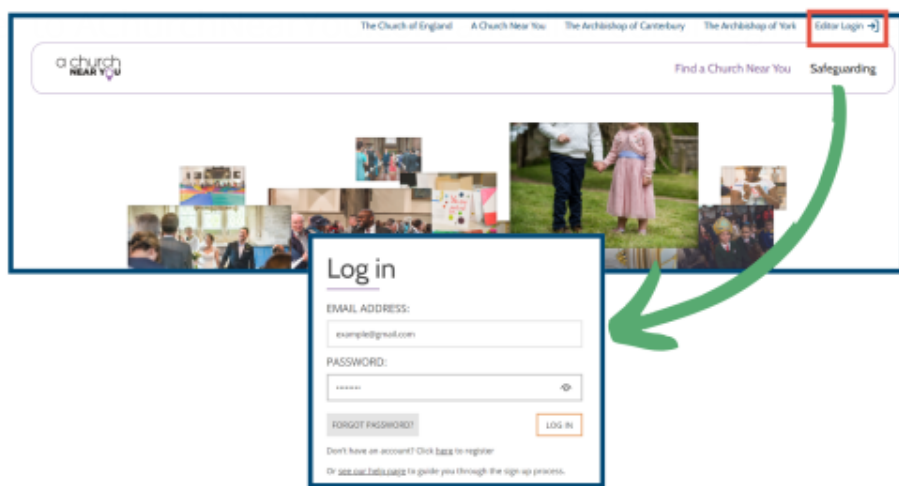 The Church of England A Church Near You The Archbishop of Canterbury The Archbishop of York Editor Login
a church
NEAR YOU
Find a Church Near You Safeguarding
Log in
EMAIL ADDRESS:
example@gmail.com
PASSWORD:
••••••••
FORGOT PASSWORD? LOG IN
Don't have an account? Click here to register
Or see our help page to guide you through the sign up process.